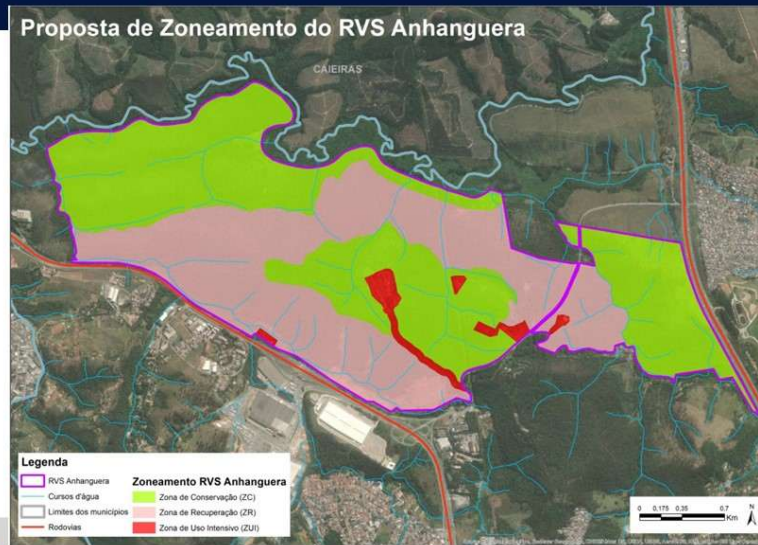 Proposta de Zoneamento do RVS Anhanguera
CAIEIRAS
Legenda
RVS Anhanguera
Cursos d'água
Limites dos municípios
Rodovias
Zoneamento RVS Anhanguera
Zona de Conservação (ZC)
Zona de Recuperação (ZR)
Zona de Uso Intensivo (ZUI)
0 0,175 0,35 0,7
Km
N